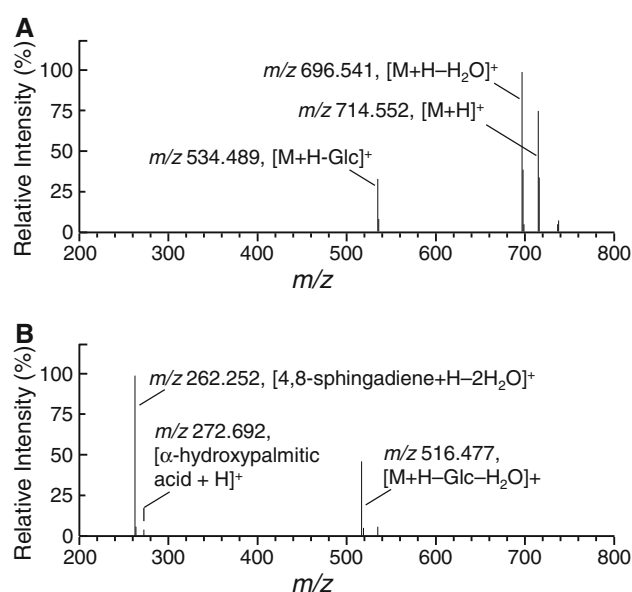 A
Relative Intensity (%)
100
75
50
25
0
m/z 696.541, [M+H–H₂O]⁺
m/z 714.552, [M+H]⁺
m/z 534.489, [M+H-Glc]⁺
200 300 400 500 600 700 800
m/z
B
Relative Intensity (%)
100
75
50
25
0
m/z 262.252, [4,8-sphingadiene+H–2H₂O]⁺
m/z 272.692,
[α-hydroxypalmitic
acid + H]⁺
m/z 516.477,
[M+H–Glc–H₂O]+
200 300 400 500 600 700 800
m/z